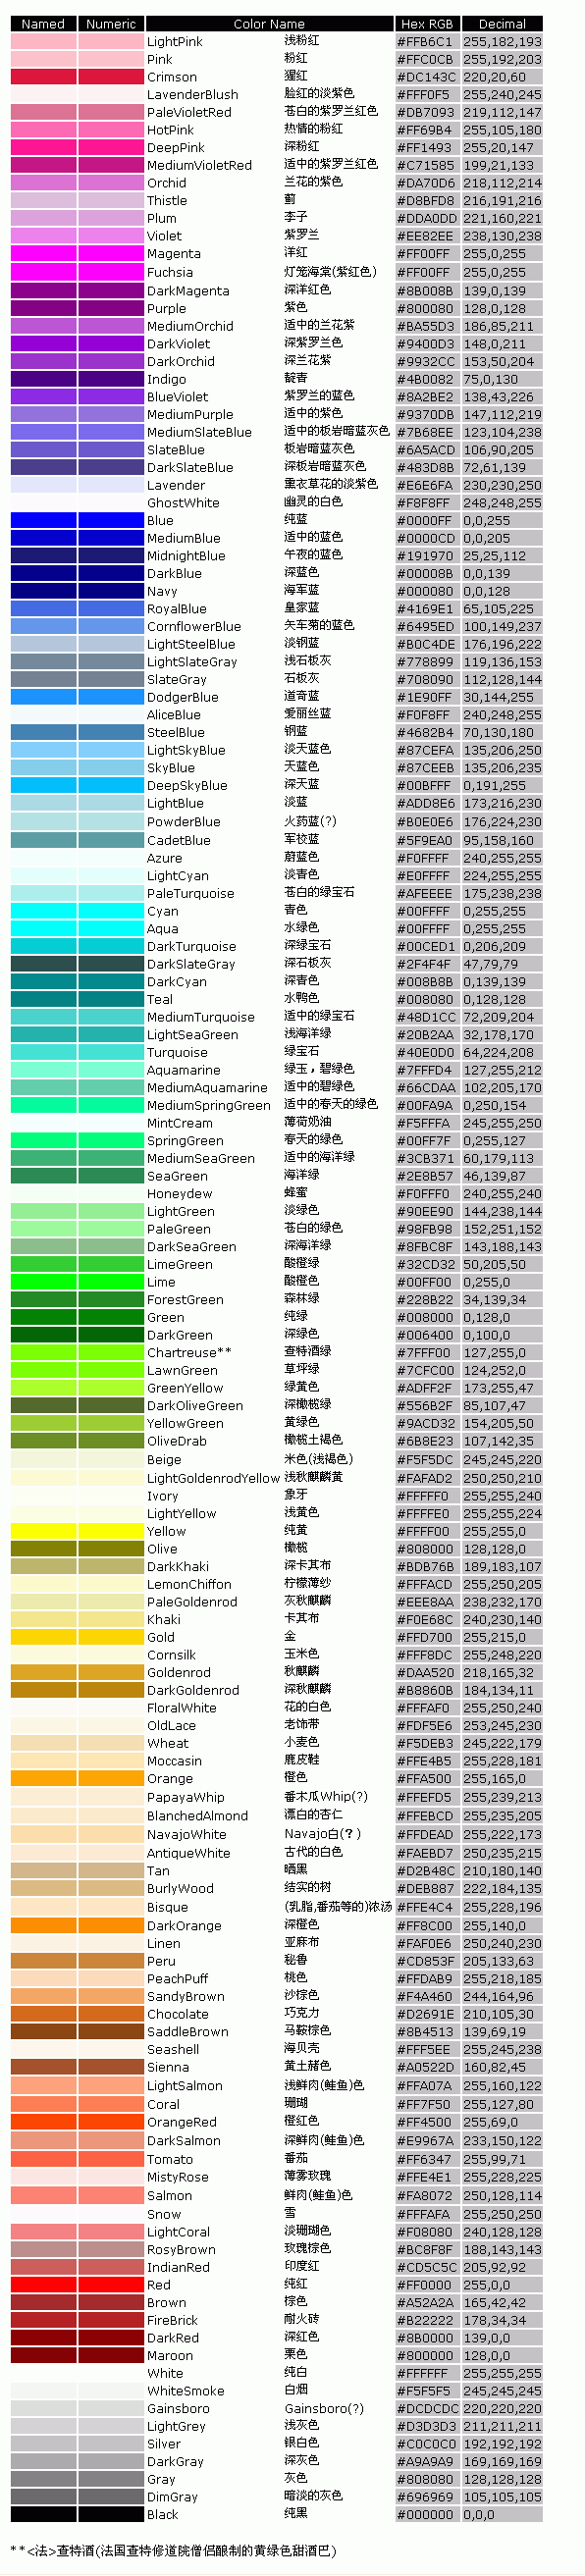 Named Numeric Color Name Hex RGB Decimal
LightPink 浅粉红 #FFB6C1 255,182,193
Pink 粉红 #FFC0CB 255,192,203
Crimson 猩红 #DC143C 220,20,60
LavenderBlush 脸红的淡紫色 #FFF0F5 255,240,245
PaleVioletRed 苍白的紫罗兰红色 #DB7093 219,112,147
HotPink 热情的粉红 #FF69B4 255,105,180
DeepPink 深粉红 #FF1493 255,20,147
MediumVioletRed 适中的紫罗兰红色 #C71585 199,21,133
Orchid 兰花的紫色 #DA70D6 218,112,214
Thistle 蓟 #D8BFD8 216,191,216
Plum 李子 #DDA0DD 221,160,221
Violet 紫罗兰 #EE82EE 238,130,238
Magenta 洋红 #FF00FF 255,0,255
Fuchsia 灯笼海棠(紫红色) #FF00FF 255,0,255
DarkMagenta 深洋红色 #8B008B 139,0,139
Purple 紫色 #800080 128,0,128
MediumOrchid 适中的兰花紫 #BA55D3 186,85,211
DarkViolet 深紫罗兰色 #9400D3 148,0,211
DarkOrchid 深兰花紫 #9932CC 153,50,204
Indigo 靛青 #4B0082 75,0,130
BlueViolet 紫罗兰的蓝色 #8A2BE2 138,43,226
MediumPurple 适中的紫色 #9370DB 147,112,219
MediumSlateBlue 适中的板岩暗蓝灰色 #7B68EE 123,104,238
SlateBlue 板岩暗蓝灰色 #6A5ACD 106,90,205
DarkSlateBlue 深板岩暗蓝灰色 #483D8B 72,61,139
Lavender 熏衣草花的淡紫色 #E6E6FA 230,230,250
GhostWhite 幽灵的白色 #F8F8FF 248,248,255
Blue 纯蓝 #0000FF 0,0,255
MediumBlue 适中的蓝色 #0000CD 0,0,205
MidnightBlue 午夜的蓝色 #191970 25,25,112
DarkBlue 深蓝色 #00008B 0,0,139
Navy 海军蓝 #000080 0,0,128
RoyalBlue 皇家蓝 #4169E1 65,105,225
CornflowerBlue 矢车菊的蓝色 #6495ED 100,149,237
LightSteelBlue 淡钢蓝 #B0C4DE 176,196,222
LightSlateGray 浅石板灰 #778899 119,136,153
SlateGray 石板灰 #708090 112,128,144
DodgerBlue 道奇蓝 #1E90FF 30,144,255
AliceBlue 爱丽丝蓝 #F0F8FF 240,248,255
SteelBlue 钢蓝 #4682B4 70,130,180
LightSkyBlue 淡天蓝色 #87CEFA 135,206,250
SkyBlue 天蓝色 #87CEEB 135,206,235
DeepSkyBlue 深天蓝 #00BFFF 0,191,255
LightBlue 淡蓝 #ADD8E6 173,216,230
PowderBlue 火药蓝(?) #B0E0E6 176,224,230
CadetBlue 军校蓝 #5F9EA0 95,158,160
Azure 蔚蓝色 #F0FFFF 240,255,255
LightCyan 淡青色 #E0FFFF 224,255,255
PaleTurquoise 苍白的绿宝石 #AFEEEE 175,238,238
Cyan 青色 #00FFFF 0,255,255
Aqua 水绿色 #00FFFF 0,255,255
DarkTurquoise 深绿宝石 #00CED1 0,206,209
DarkSlateGray 深石板灰 #2F4F4F 47,79,79
DarkCyan 深青色 #008B8B 0,139,139
Teal 水鸭色 #008080 0,128,128
MediumTurquoise 适中的绿宝石 #48D1CC 72,209,204
LightSeaGreen 浅海洋绿 #20B2AA 32,178,170
Turquoise 绿宝石 #40E0D0 64,224,208
Aquamarine 绿玉,碧绿色 #7FFFD4 127,255,212
MediumAquamarine 适中的碧绿色 #66CDAA 102,205,170
MediumSpringGreen 适中的春天的绿色 #00FA9A 0,250,154
MintCream 薄荷奶油 #F5FFFA 245,255,250
SpringGreen 春天的绿色 #00FF7F 0,255,127
MediumSeaGreen 适中的海洋绿 #3CB371 60,179,113
SeaGreen 海洋绿 #2E8B57 46,139,87
Honeydew 蜂蜜 #F0FFF0 240,255,240
LightGreen 淡绿色 #90EE90 144,238,144
PaleGreen 苍白的绿色 #98FB98 152,251,152
DarkSeaGreen 深海洋绿 #8FBC8F 143,188,143
LimeGreen 酸橙绿 #32CD32 50,205,50
Lime 酸橙色 #00FF00 0,255,0
ForestGreen 森林绿 #228B22 34,139,34
Green 纯绿 #008000 0,128,0
DarkGreen 深绿色 #006400 0,100,0
Chartreuse** 查特酒绿 #7FFF00 127,255,0
LawnGreen 草坪绿 #7CFC00 124,252,0
GreenYellow 绿黄色 #ADFF2F 173,255,47
DarkOliveGreen 深橄榄绿 #556B2F 85,107,47
YellowGreen 黄绿色 #9ACD32 154,205,50
OliveDrab 橄榄土褐色 #6B8E23 107,142,35
Beige 米色(浅褐色) #F5F5DC 245,245,220
LightGoldenrodYellow 浅秋麒麟黄 #FAFAD2 250,250,210
Ivory 象牙 #FFFFF0 255,255,240
LightYellow 浅黄色 #FFFFE0 255,255,224
Yellow 纯黄 #FFFF00 255,255,0
Olive 橄榄 #808000 128,128,0
DarkKhaki 深卡其布 #BDB76B 189,183,107
LemonChiffon 柠檬薄纱 #FFFACD 255,250,205
PaleGoldenrod 灰秋麒麟 #EEE8AA 238,232,170
Khaki 卡其布 #F0E68C 240,230,140
Gold 金 #FFD700 255,215,0
Cornsilk 玉米色 #FFF8DC 255,248,220
Goldenrod 秋麒麟 #DAA520 218,165,32
DarkGoldenrod 深秋麒麟 #B8860B 184,134,11
FloralWhite 花的白色 #FFFAF0 255,250,240
OldLace 老饰带 #FDF5E6 253,245,230
Wheat 小麦色 #F5DEB3 245,222,179
Moccasin 鹿皮鞋 #FFE4B5 255,228,181
Orange 橙色 #FFA500 255,165,0
PapayaWhip 番木瓜Whip(?) #FFEFD5 255,239,213
BlanchedAlmond 漂白的杏仁 #FFEBCD 255,235,205
NavajoWhite Navajo白(?) #FFDEAD 255,222,173
AntiqueWhite 古代的白色 #FAEBD7 250,235,215
Tan 晒黑 #D2B48C 210,180,140
BurlyWood 结实的树 #DEB887 222,184,135
Bisque (乳脂,番茄等的)浓汤 #FFE4C4 255,228,196
DarkOrange 深橙色 #FF8C00 255,140,0
Linen 亚麻布 #FAF0E6 250,240,230
Peru 秘鲁 #CD853F 205,133,63
PeachPuff 桃色 #FFDAB9 255,218,185
SandyBrown 沙棕色 #F4A460 244,164,96
Chocolate 巧克力 #D2691E 210,105,30
SaddleBrown 马鞍棕色 #8B4513 139,69,19
Seashell 海贝壳 #FFF5EE 255,245,238
Sienna 黄土赭色 #A0522D 160,82,45
LightSalmon 浅鲜肉(鲑鱼)色 #FFA07A 255,160,122
Coral 珊瑚 #FF7F50 255,127,80
OrangeRed 橙红色 #FF4500 255,69,0
DarkSalmon 深鲜肉(鲑鱼)色 #E9967A 233,150,122
Tomato 番茄 #FF6347 255,99,71
MistyRose 薄雾玫瑰 #FFE4E1 255,228,225
Salmon 鲜肉(鲑鱼)色 #FA8072 250,128,114
Snow 雪 #FFFAFA 255,250,250
LightCoral 淡珊瑚色 #F08080 240,128,128
RosyBrown 玫瑰棕色 #BC8F8F 188,143,143
IndianRed 印度红 #CD5C5C 205,92,92
Red 纯红 #FF0000 255,0,0
Brown 棕色 #A52A2A 165,42,42
FireBrick 耐火砖 #B22222 178,34,34
DarkRed 深红色 #8B0000 139,0,0
Maroon 栗色 #800000 128,0,0
White 纯白 #FFFFFF 255,255,255
WhiteSmoke 白烟 #F5F5F5 245,245,245
Gainsboro Gainsboro(?) #DCDCDC 220,220,220
LightGrey 浅灰色 #D3D3D3 211,211,211
Silver 银白色 #C0C0C0 192,192,192
DarkGray 深灰色 #A9A9A9 169,169,169
Gray 灰色 #808080 128,128,128
DimGray 暗淡的灰色 #696969 105,105,105
Black 纯黑 #000000 0,0,0
**<法>查特酒(法国查特修道院僧侣酿制的黄绿色甜酒巴)